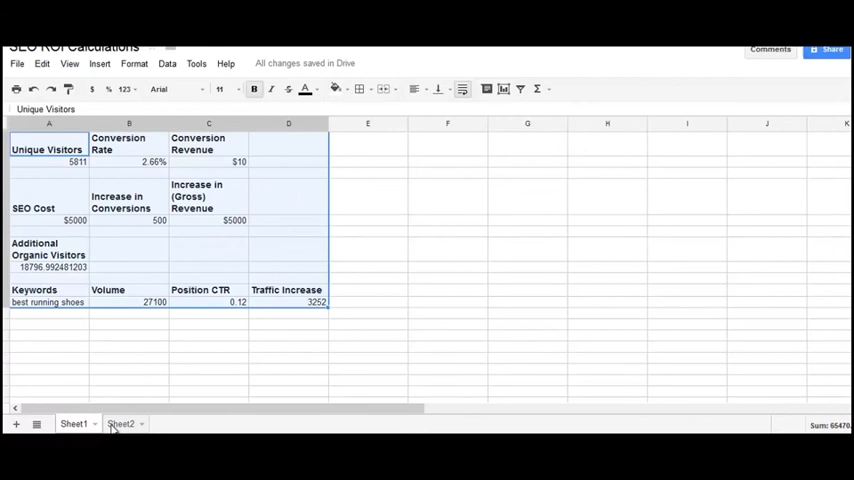 SEO ROI Calculations
Comments
Share
File Edit View Insert Format Data Tools Help All changes saved in Drive
$ % 123 Arial 11 B I S A Σ
Unique Visitors
A B C D E F G H I J K
Unique Visitors
Conversion
Rate
Conversion
Revenue
5811 2.66% $10
SEO Cost
Increase in
Conversions
Increase in
(Gross)
Revenue
$5000 500 $5000
Additional
Organic Visitors
18796.992481203
Keywords Volume Position CTR Traffic Increase
best running shoes 27100 0.12 3252
Sheet1 Sheet2
Sum: 65470.